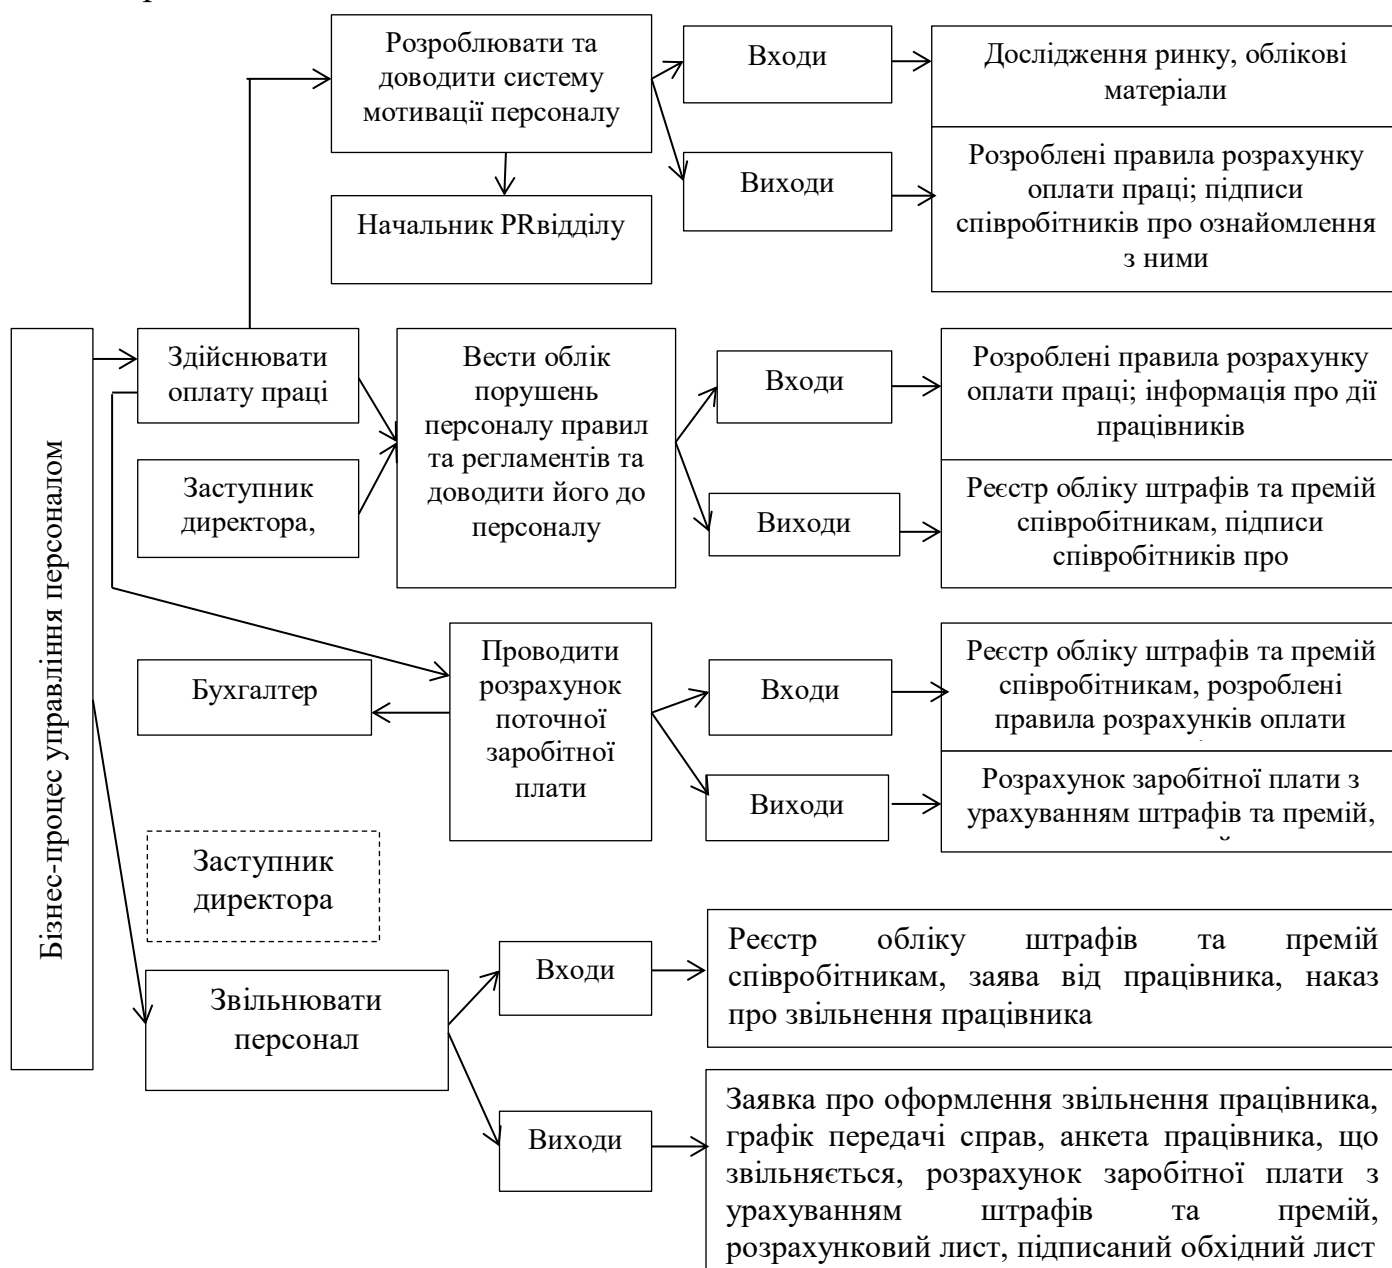 Розроблювати та
доводити систему
мотивації персоналу
Входи
Дослідження ринку, облікові
матеріали
Виходи
Розроблені правила розрахунку
оплати праці; підписи
співробітників про ознайомлення
з ними
Начальник PRвідділу
Бізнес-процес управління персоналом
Здійснювати
оплату праці
Заступник
директора,
Вести облік
порушень
персоналу правил
та регламентів та
доводити його до
персоналу
Входи
Розроблені правила розрахунку
оплати праці; інформація про дії
працівників
Виходи
Реєстр обліку штрафів та премій
співробітникам, підписи
співробітників про
Бухгалтер
Проводити
розрахунок
поточної
заробітної
плати
Входи
Реєстр обліку штрафів та премій
співробітникам, розроблені
правила розрахунків оплати
Виходи
Розрахунок заробітної плати з
урахуванням штрафів та премій,
Заступник
директора
Звільнювати
персонал
Входи
Реєстр обліку штрафів та премій
співробітникам, заява від працівника, наказ
про звільнення працівника
Виходи
Заявка про оформлення звільнення працівника,
графік передачі справ, анкета працівника, що
звільняється, розрахунок заробітної плати з
урахуванням штрафів та премій,
розрахунковий лист, підписаний обхідний лист